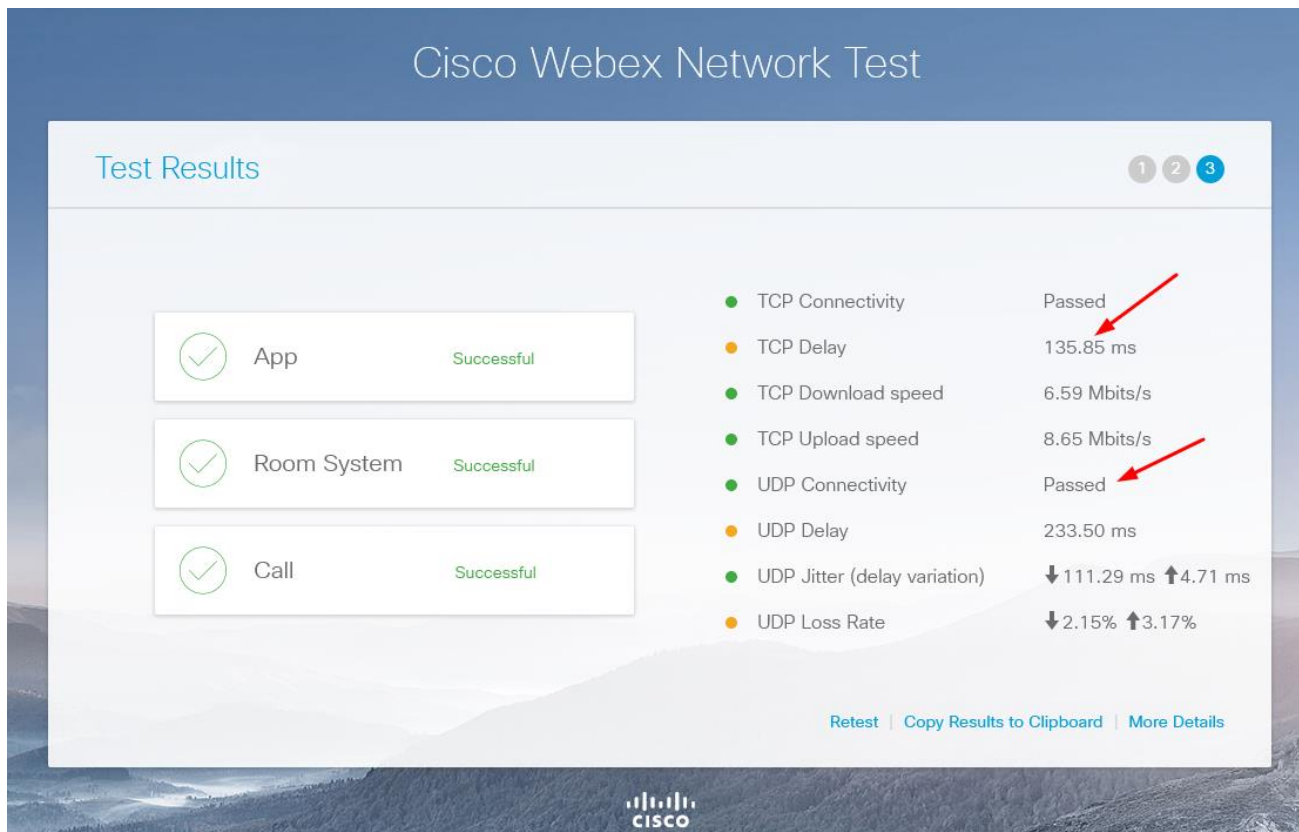 Cisco Webex Network Test
Test Results
1 2 3
App Successful
Room System Successful
Call Successful
TCP Connectivity Passed
TCP Delay 135.85 ms
TCP Download speed 6.59 Mbits/s
TCP Upload speed 8.65 Mbits/s
UDP Connectivity Passed
UDP Delay 233.50 ms
UDP Jitter (delay variation) 🡇111.29 ms 🡅4.71 ms
UDP Loss Rate 🡇2.15% 🡅3.17%
Retest | Copy Results to Clipboard | More Details
CISCO